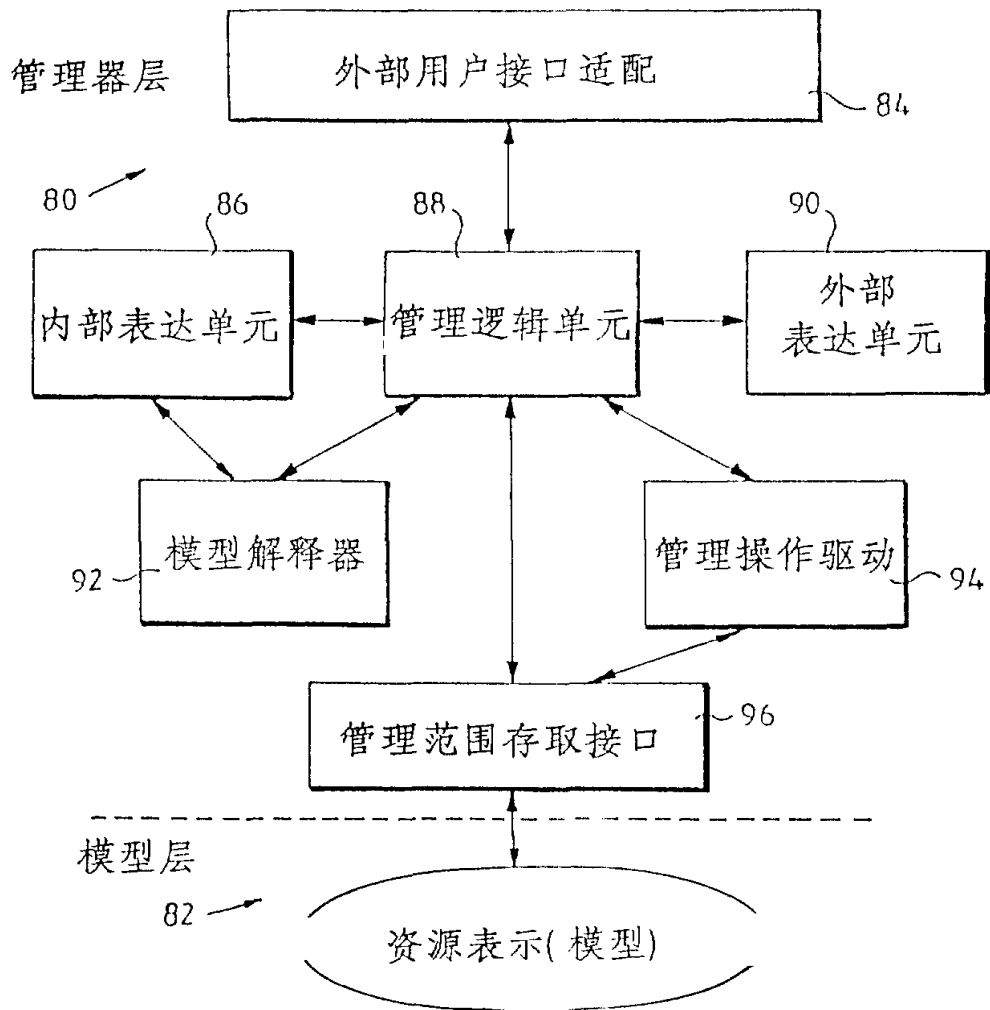 管理器层
外部用户接口适配
84
80
86
88
90
内部表达单元
管理逻辑单元
外部
表达单元
模型解释器
92
管理操作驱动
94
管理范围存取接口
96
模型层
82
资源表示(模型)